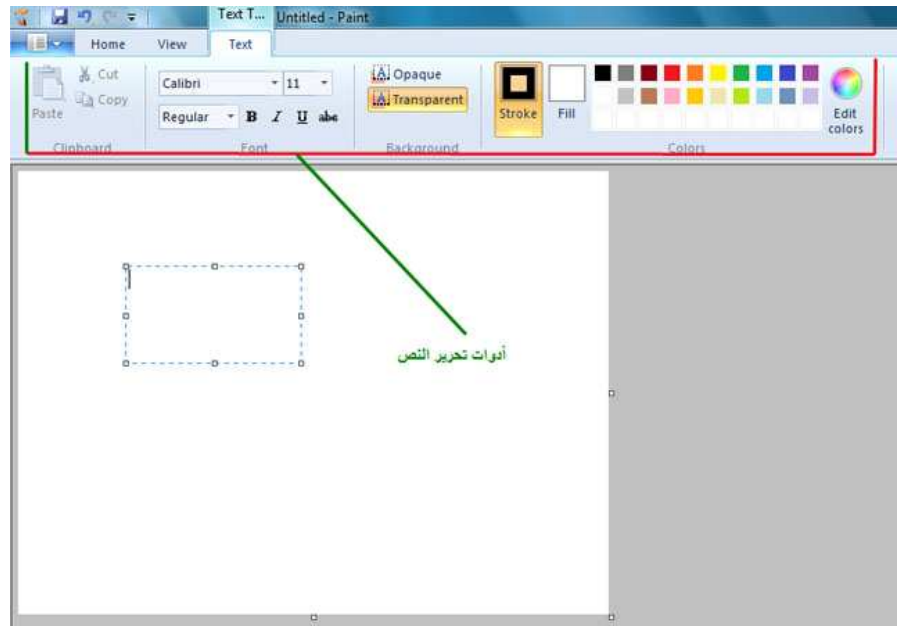 Text T... Untitled - Paint
Home View Text
Cut
Copy
Paste
Clipboard
Calibri 11
Regular B I U abc
Font
Opaque
Transparent
Background
Stroke Fill
Edit
colors
Colors
أدوات تحرير النص